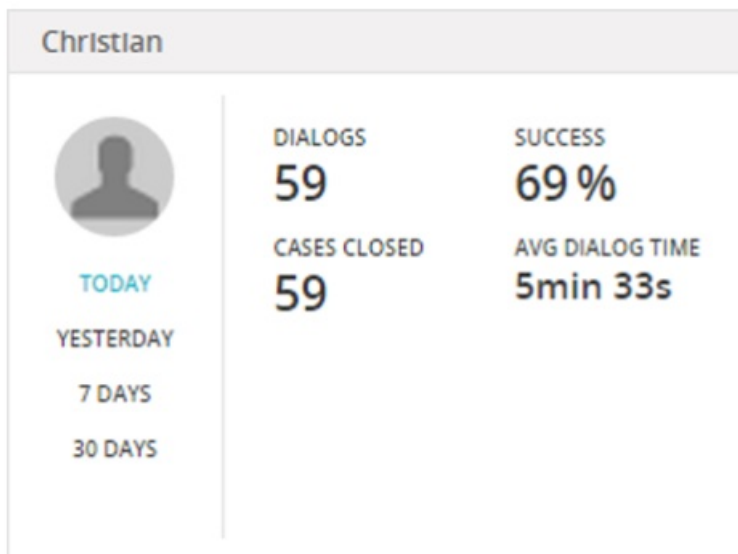 Christian
TODAY
YESTERDAY
7 DAYS
30 DAYS
DIALOGS
59
SUCCESS
69 %
CASES CLOSED
59
AVG DIALOG TIME
5min 33s